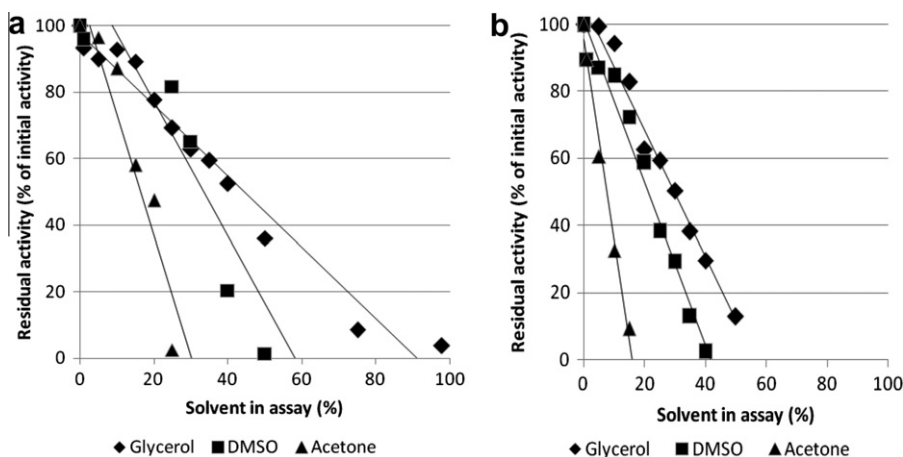 a
Residual activity (% of initial activity)
100
80
60
40
20
0
0 20 40 60 80 100
Solvent in assay (%)
Glycerol DMSO Acetone
b
Residual activity (% of initial activity)
100
80
60
40
20
0
0 20 40 60 80 100
Solvent in assay (%)
Glycerol DMSO Acetone